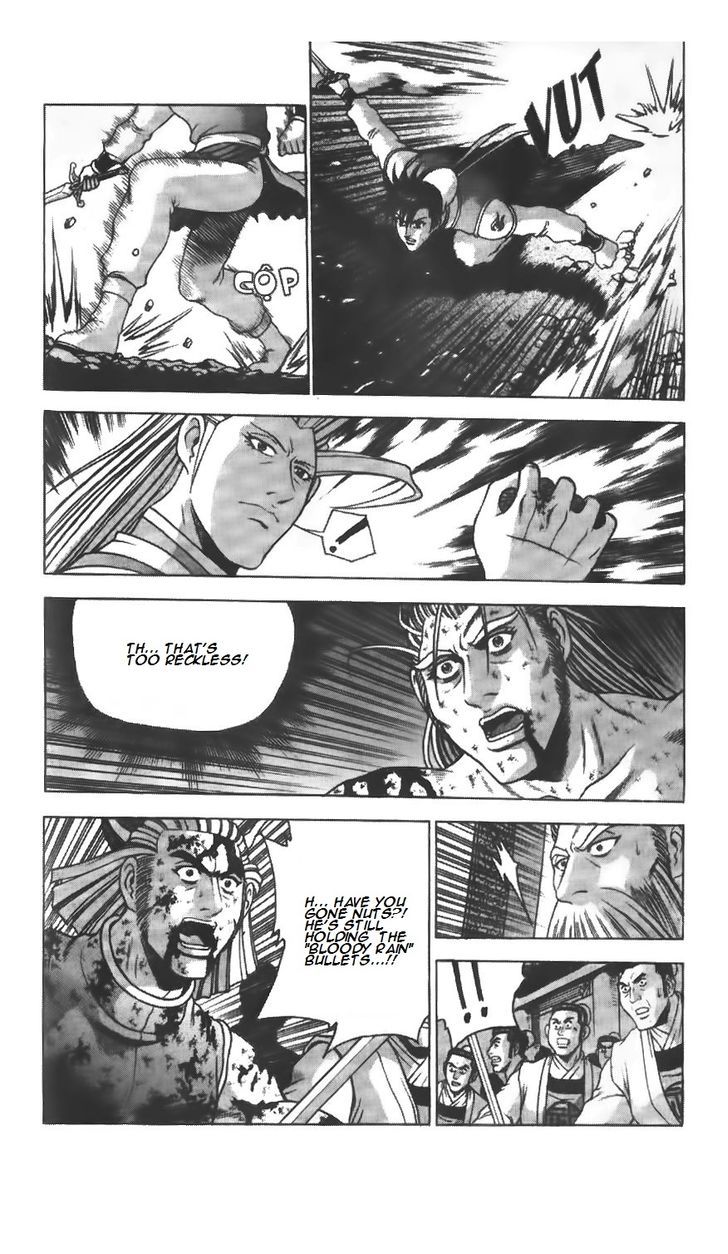 VỤT
CỘP
!
TH... THAT'S
TOO RECKLESS!
H... HAVE YOU
GONE NUTS?!
HE'S STILL
HOLDING THE
"BLOODY RAIN"
BULLETS...!!
!!